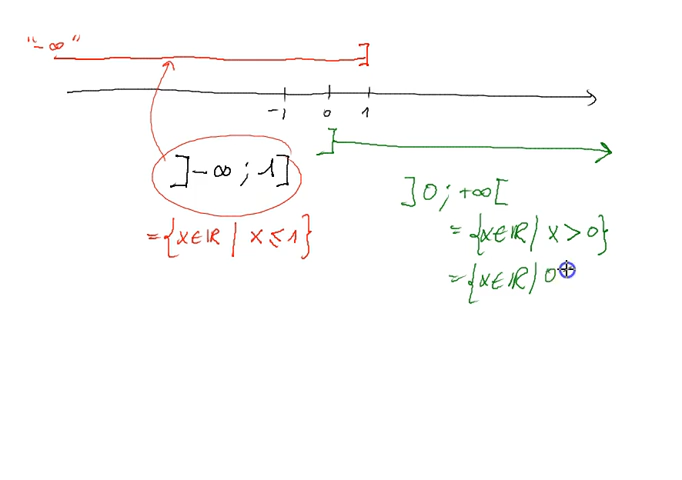 "-∞"
-1 0 1
]-∞ ; 1]
]0 ; +∞[
={x∈ℝ | x ≤ 1}
={x∈ℝ | x > 0}
={x∈ℝ | 0